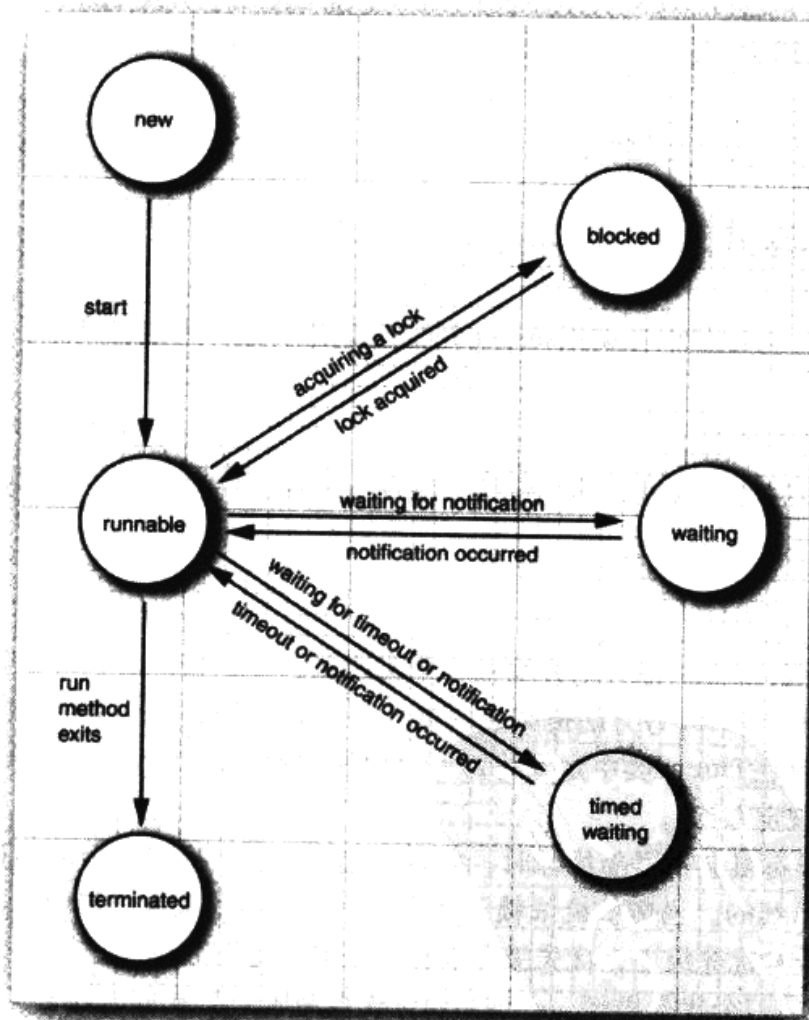 new
blocked
start
acquiring a lock
lock acquired
runnable
waiting for notification
notification occurred
waiting
waiting for timeout or notification
timeout or notification occurred
run
method
exits
timed
waiting
terminated